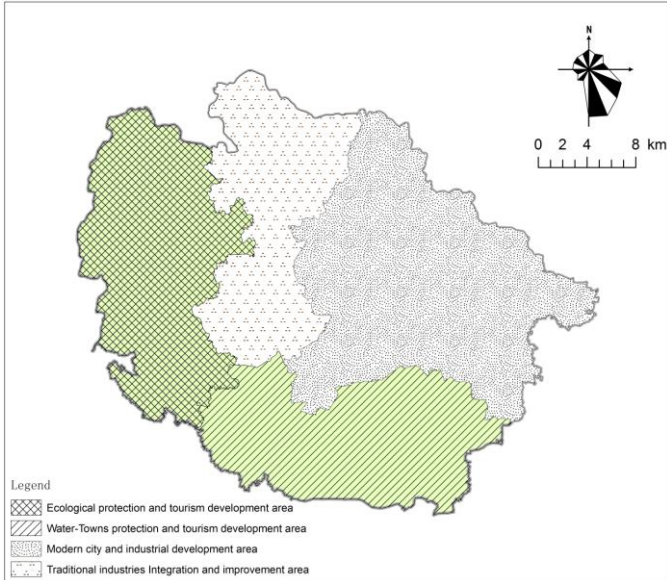 N
0 2 4 8 km
Legend
Ecological protection and tourism development area
Water-Towns protection and tourism development area
Modern city and industrial development area
Traditional industries Integration and improvement area